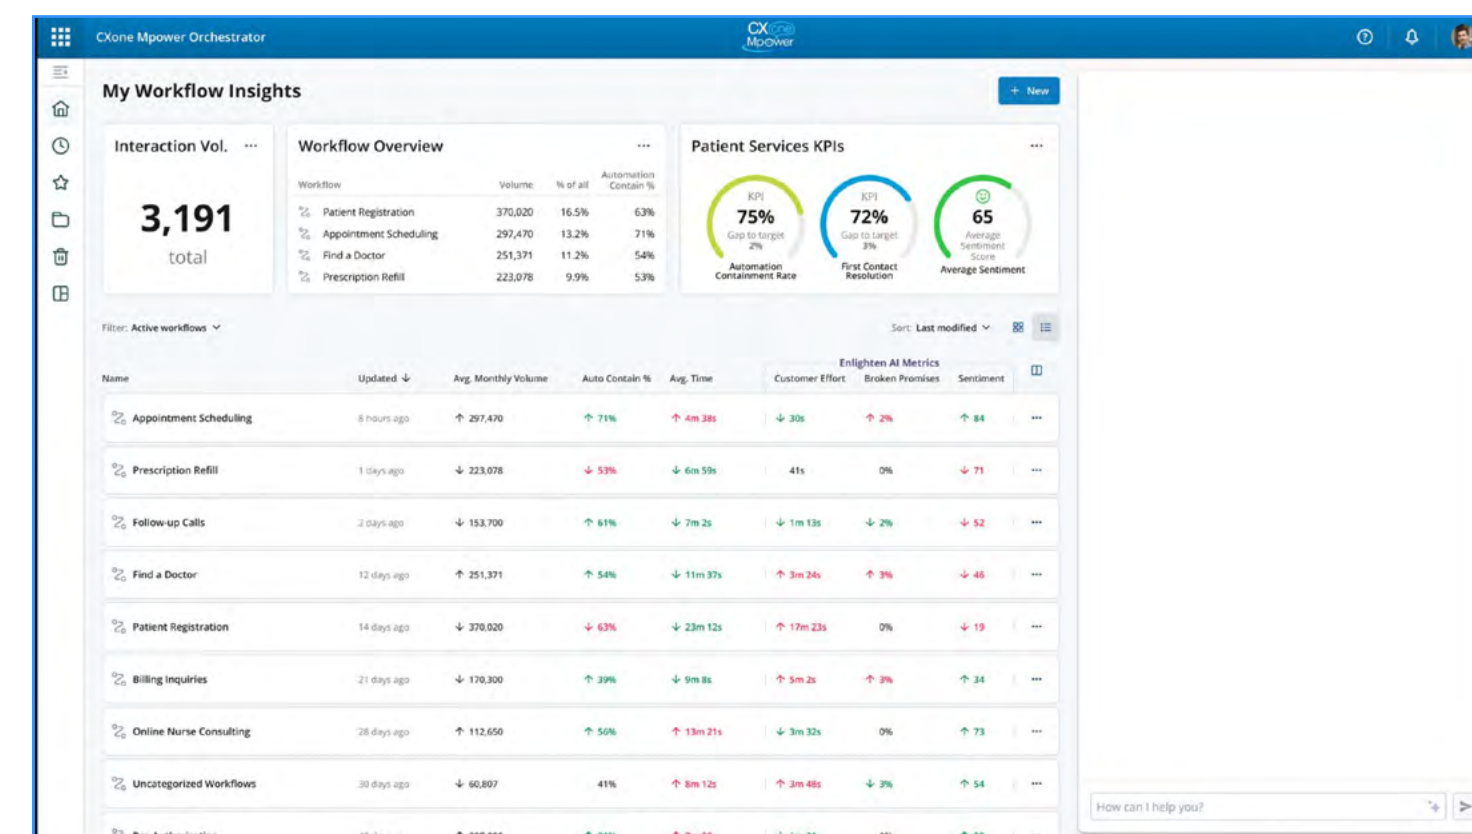 CXone Mpower Orchestrator
CXone
Mpower
My Workflow Insights
+ New
Interaction Vol.
3,191
total
Workflow Overview
Workflow Volume % of all Automation Contain %
Patient Registration 370,020 16.5% 63%
Appointment Scheduling 297,470 13.2% 71%
Find a Doctor 251,371 11.2% 54%
Prescription Refill 223,078 9.9% 53%
Patient Services KPIs
KPI
75%
Gap to target
2%
Automation
Containment Rate
KPI
72%
Gap to target
3%
First Contact
Resolution
65
Average
Sentiment
Score
Average Sentiment
Filter: Active workflows
Sort: Last modified
Enlighten AI Metrics
Name Updated Avg. Monthly Volume Auto Contain % Avg. Time Customer Effort Broken Promises Sentiment
Appointment Scheduling 8 hours ago 297,470 71% 4m 38s 30s 2% 84
Prescription Refill 1 days ago 223,078 53% 6m 59s 41s 0% 71
Follow-up Calls 2 days ago 153,700 61% 7m 2s 1m 13s 2% 52
Find a Doctor 12 days ago 251,371 54% 11m 37s 3m 24s 3% 46
Patient Registration 14 days ago 370,020 63% 23m 12s 17m 23s 0% 19
Billing Inquiries 21 days ago 170,300 39% 9m 8s 5m 2s 3% 34
Online Nurse Consulting 28 days ago 112,650 56% 13m 21s 3m 32s 0% 73
Uncategorized Workflows 30 days ago 60,807 41% 8m 12s 3m 48s 3% 54
How can I help you?